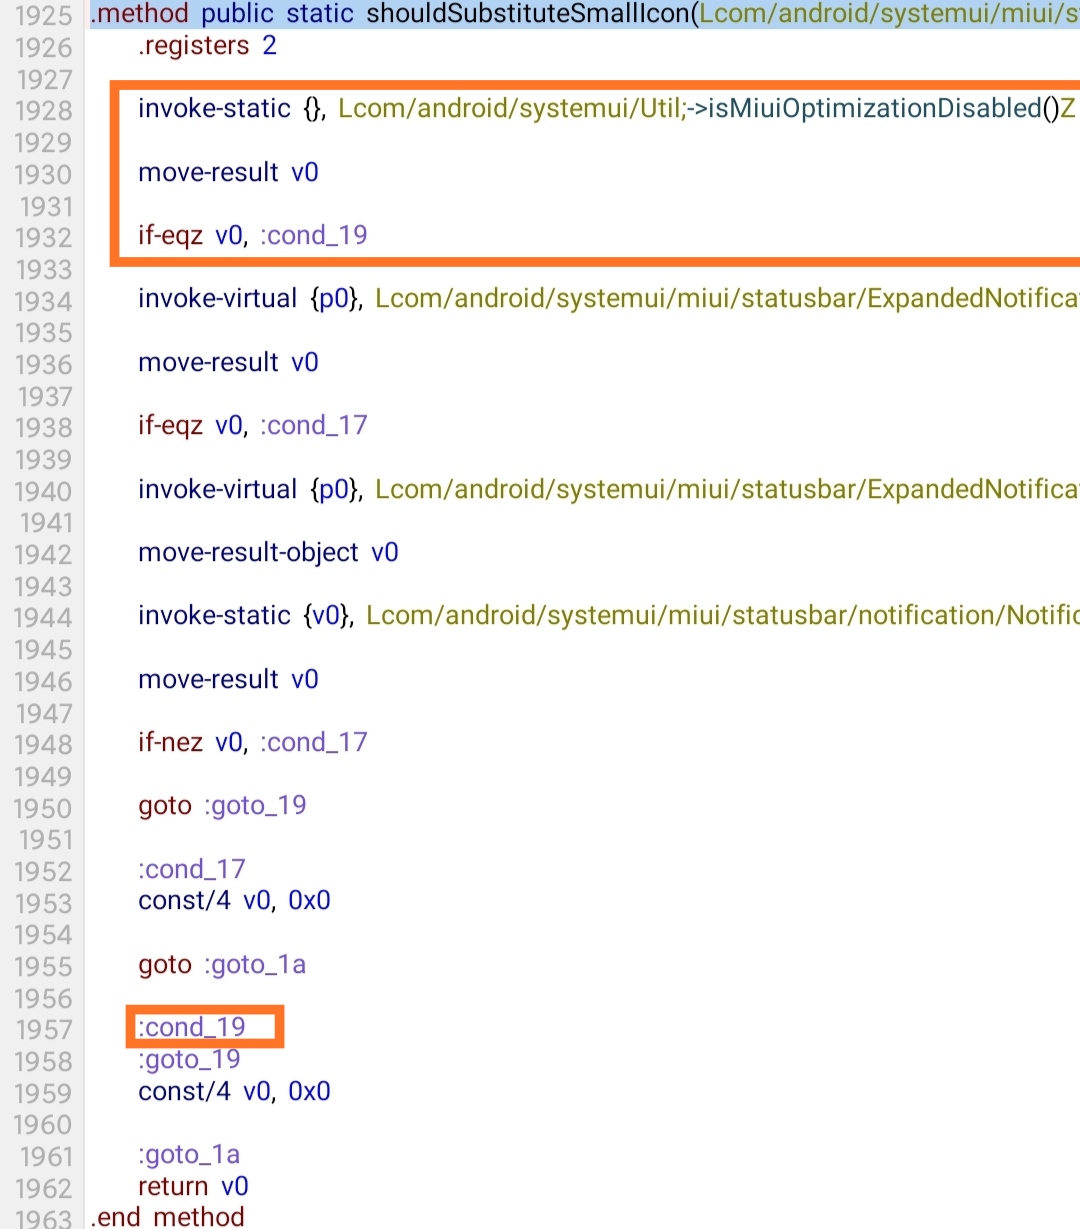 1925 .method public static shouldSubstituteSmallIcon(Lcom/android/systemui/miui/s
1926 .registers 2
1927
1928 invoke-static {}, Lcom/android/systemui/Util;->isMiuiOptimizationDisabled()Z
1929
1930 move-result v0
1931
1932 if-eqz v0, :cond_19
1933
1934 invoke-virtual {p0}, Lcom/android/systemui/miui/statusbar/ExpandedNotifica
1935
1936 move-result v0
1937
1938 if-eqz v0, :cond_17
1939
1940 invoke-virtual {p0}, Lcom/android/systemui/miui/statusbar/ExpandedNotifica
1941
1942 move-result-object v0
1943
1944 invoke-static {v0}, Lcom/android/systemui/miui/statusbar/notification/Notific
1945
1946 move-result v0
1947
1948 if-nez v0, :cond_17
1949
1950 goto :goto_19
1951
1952 :cond_17
1953 const/4 v0, 0x0
1954
1955 goto :goto_1a
1956
1957 :cond_19
1958 :goto_19
1959 const/4 v0, 0x0
1960
1961 :goto_1a
1962 return v0
1963 .end method